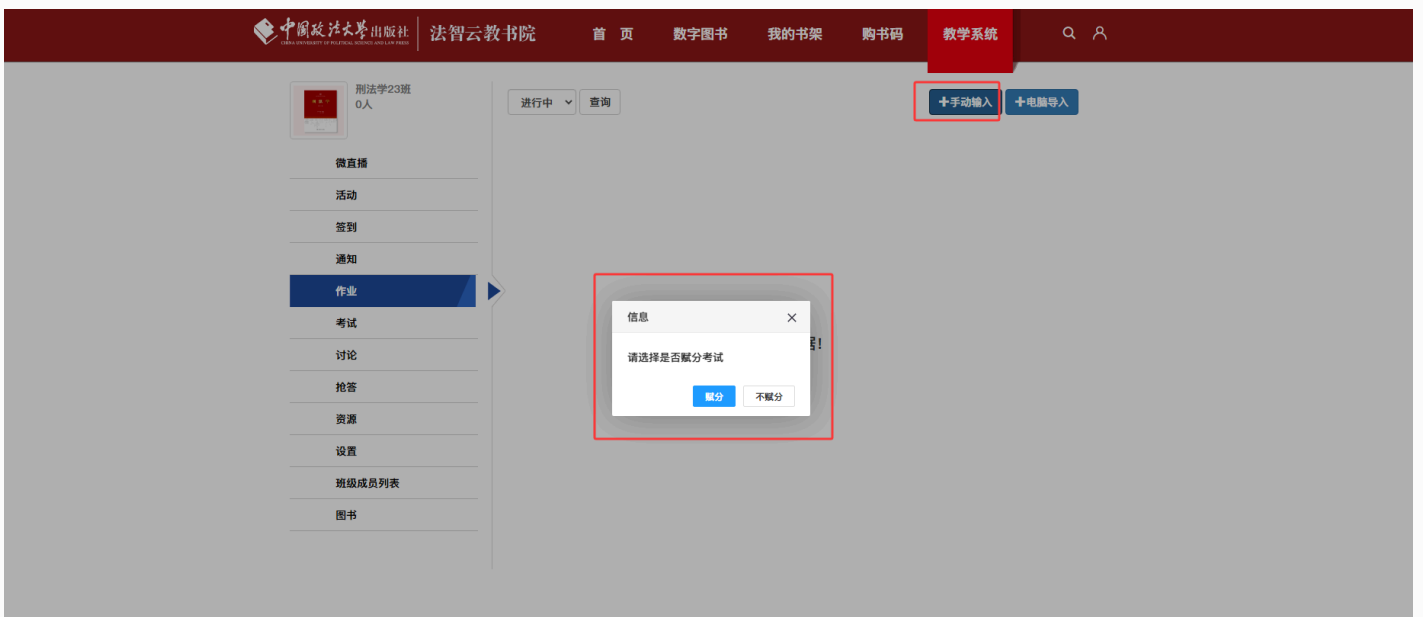 中国政法大学出版社 法智云教书院 首 页 数字图书 我的书架 购书码 教学系统
CHINA UNIVERSITY OF POLITICAL SCIENCE AND LAW PRESS
刑法学23班
0人
进行中 查询 +手动输入 +电脑导入
微直播
活动
签到
通知
作业
考试
讨论
抢答
资源
设置
班级成员列表
图书
信息
请选择是否赋分考试
赋分 不赋分
!